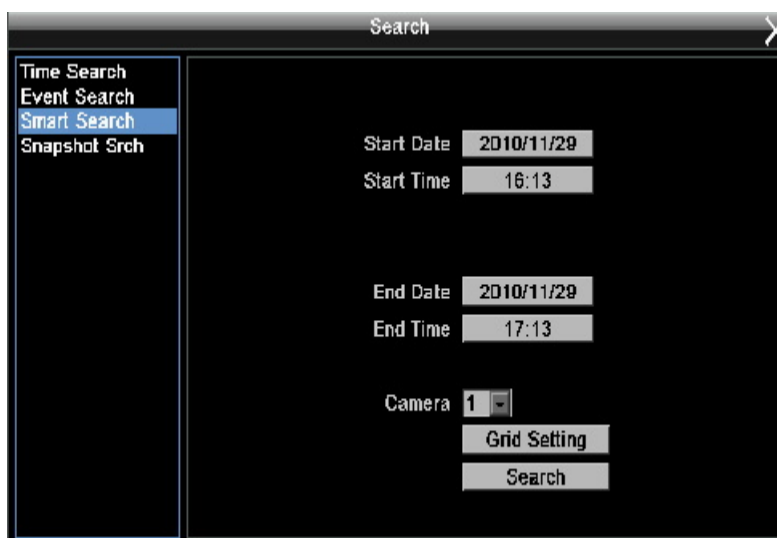 Search
Time Search
Event Search
Smart Search
Snapshot Srch
Start Date 2010/11/29
Start Time 16:13
End Date 2010/11/29
End Time 17:13
Camera 1
Grid Setting
Search